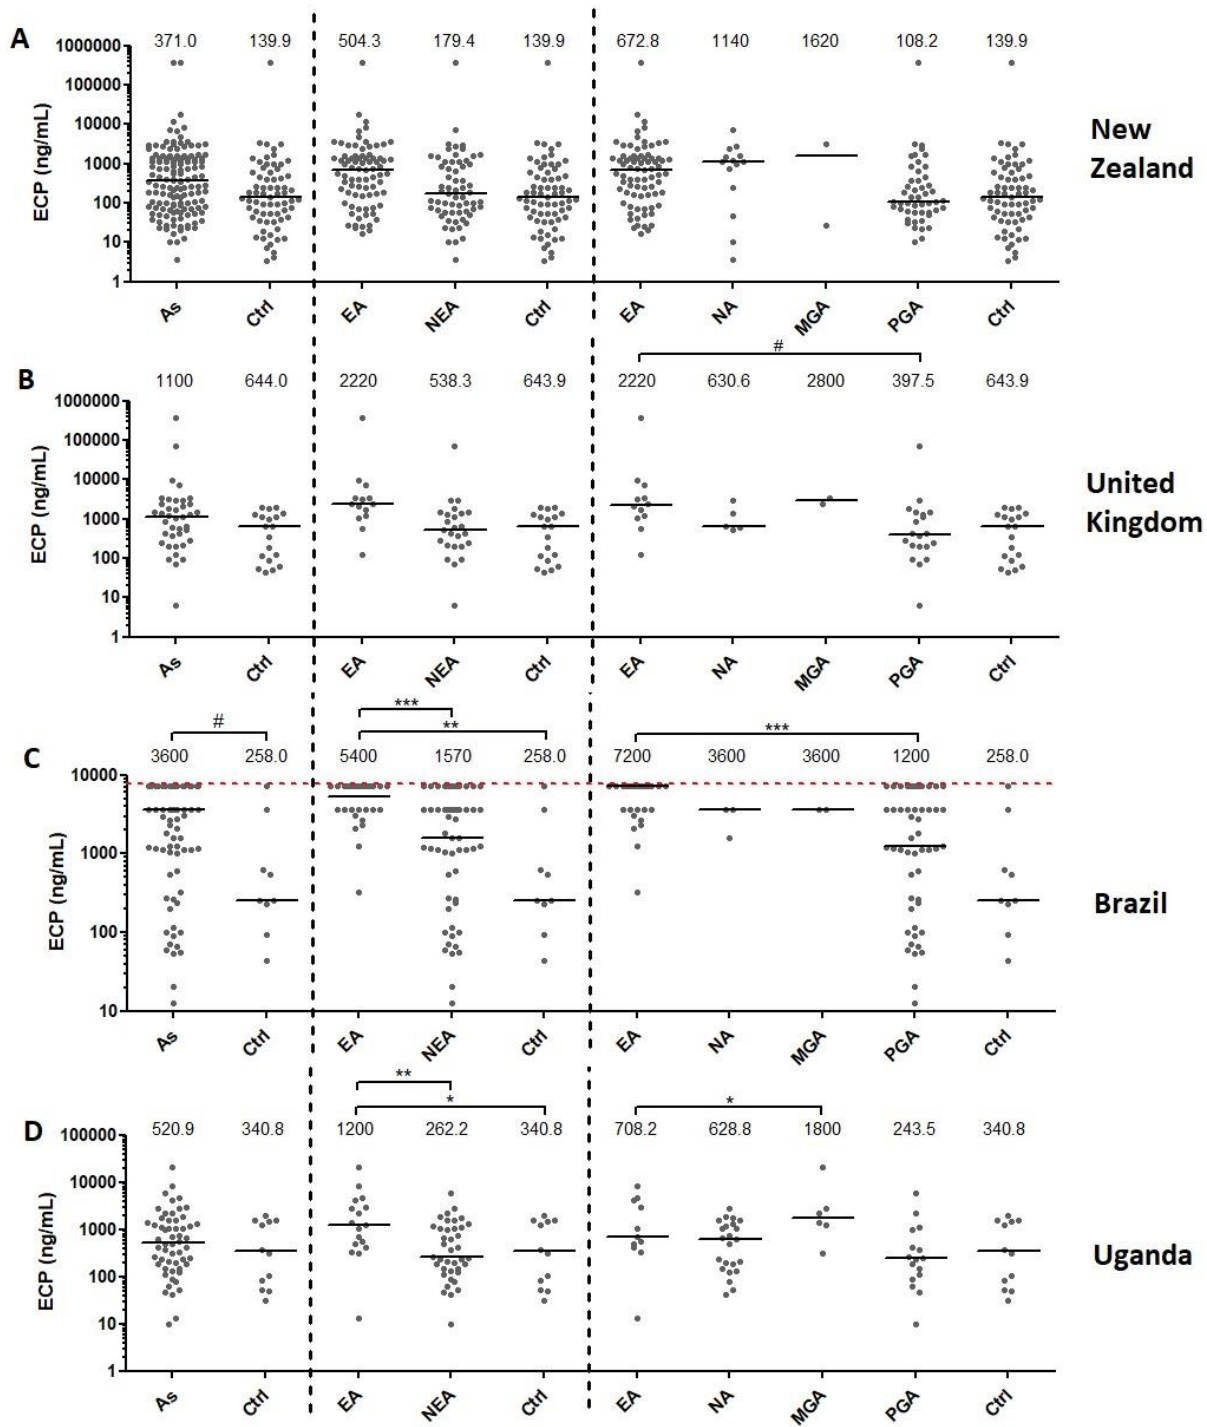 A
371.0 139.9 504.3 179.4 139.9 672.8 1140 1620 108.2 139.9
ECP (ng/mL)
1000000
100000
10000
1000
100
10
1
As Ctrl EA NEA Ctrl EA NA MGA PGA Ctrl
New
Zealand
#
B
1100 644.0 2220 538.3 643.9 2220 630.6 2800 397.5 643.9
ECP (ng/mL)
1000000
100000
10000
1000
100
10
1
As Ctrl EA NEA Ctrl EA NA MGA PGA Ctrl
United
Kingdom
***
# ** ***
C
3600 258.0 5400 1570 258.0 7200 3600 3600 1200 258.0
ECP (ng/mL)
10000
1000
100
10
As Ctrl EA NEA Ctrl EA NA MGA PGA Ctrl
Brazil
**
* *
D
520.9 340.8 1200 262.2 340.8 708.2 628.8 1800 243.5 340.8
ECP (ng/mL)
100000
10000
1000
100
10
1
As Ctrl EA NEA Ctrl EA NA MGA PGA Ctrl
Uganda